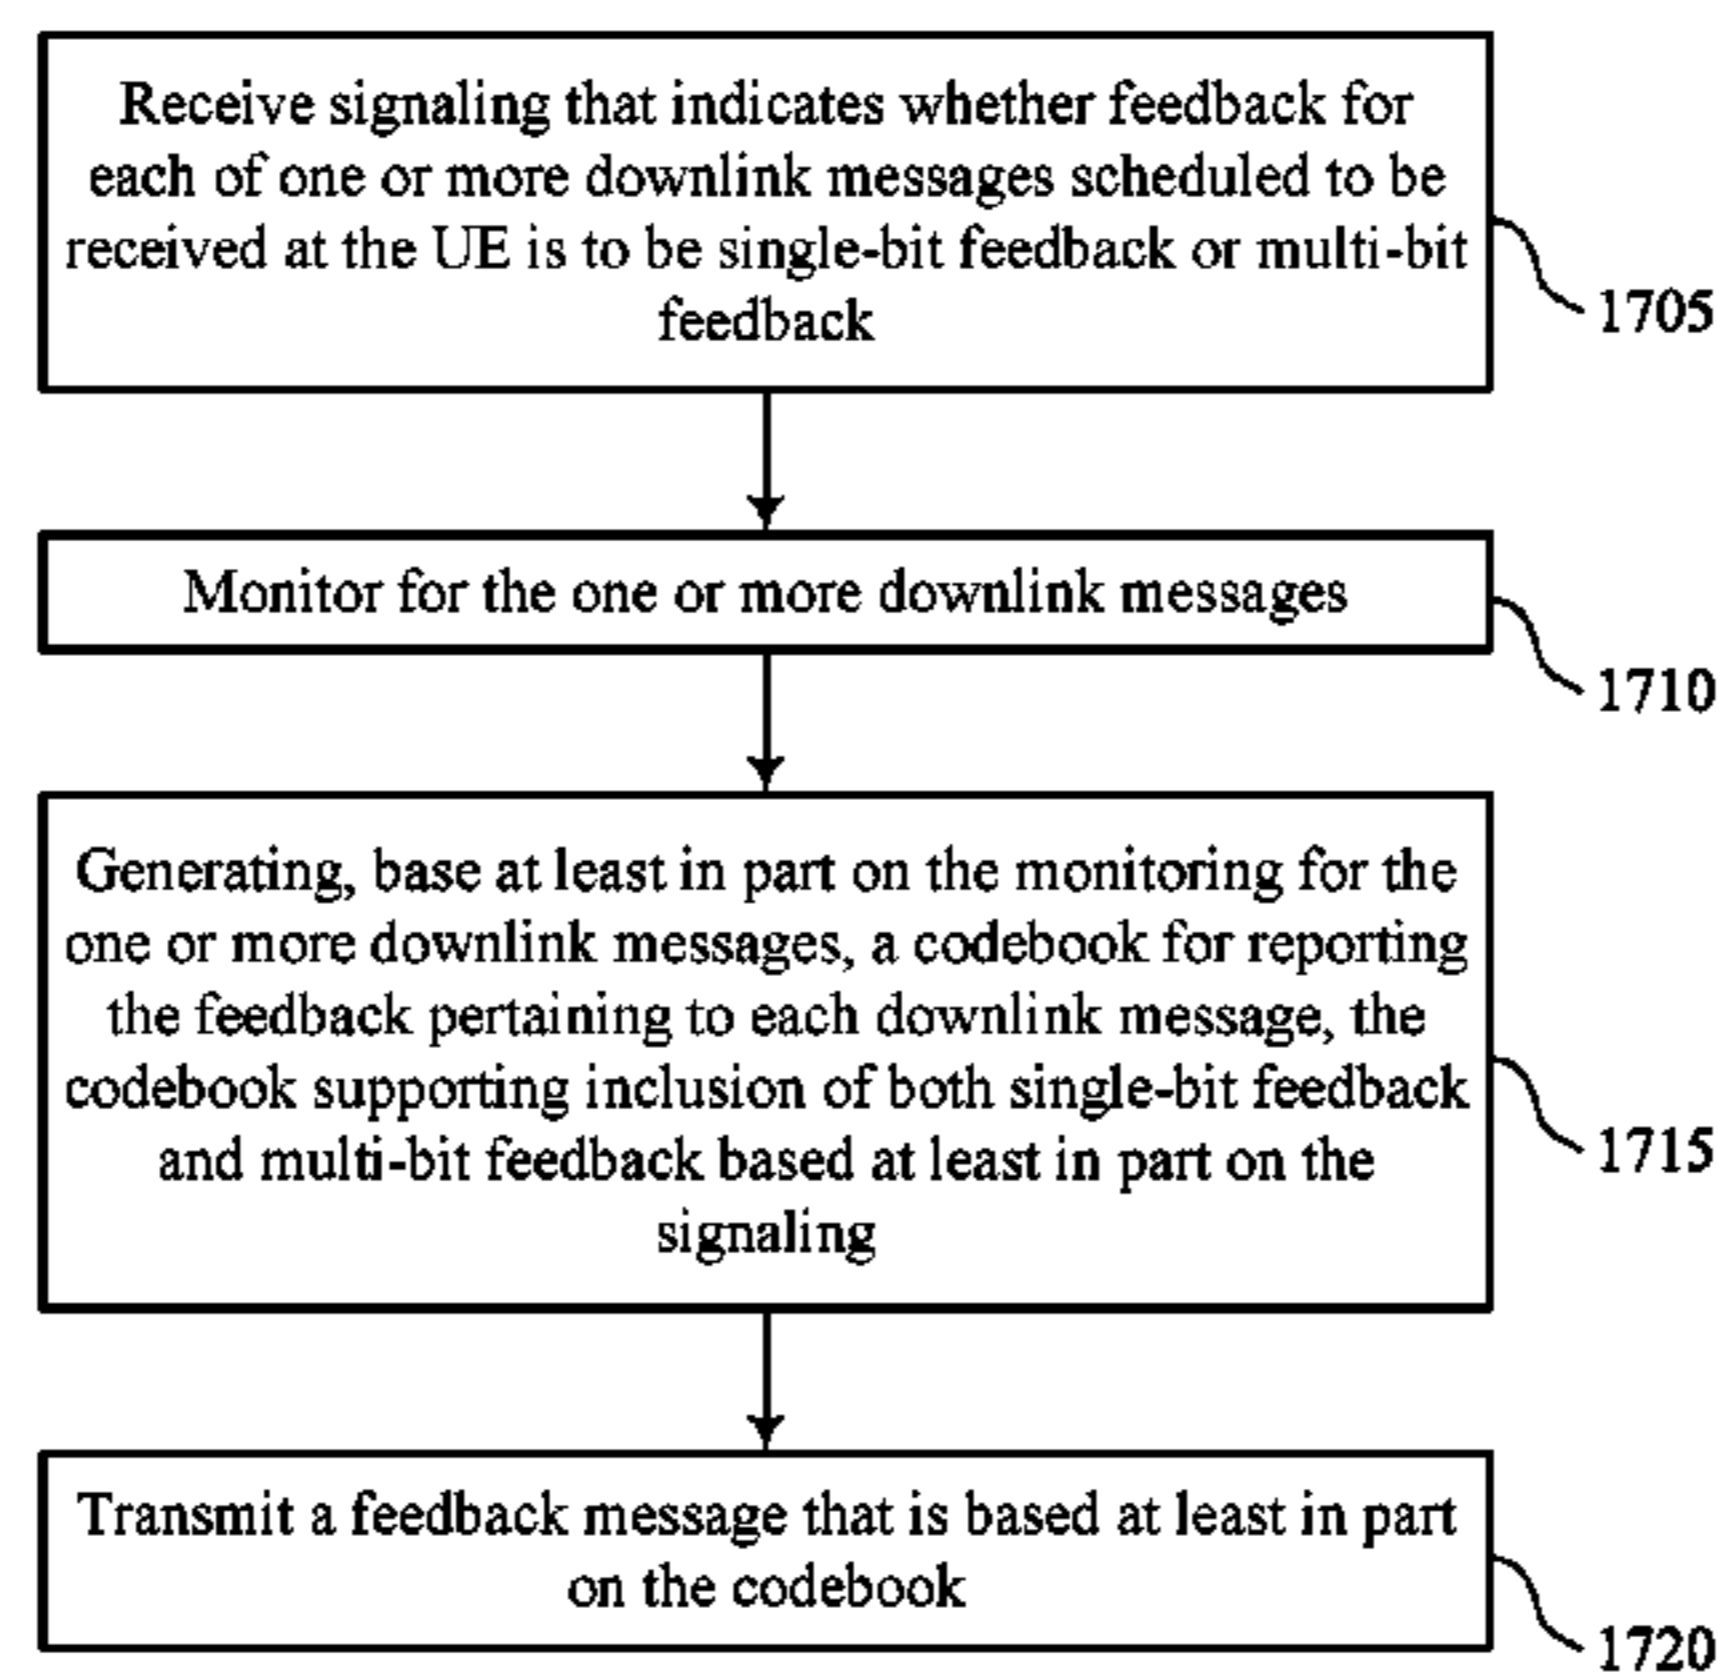 Receive signaling that indicates whether feedback for
each of one or more downlink messages scheduled to be
received at the UE is to be single-bit feedback or multi-bit
feedback
1705
Monitor for the one or more downlink messages
1710
Generating, base at least in part on the monitoring for the
one or more downlink messages, a codebook for reporting
the feedback pertaining to each downlink message, the
codebook supporting inclusion of both single-bit feedback
and multi-bit feedback based at least in part on the
signaling
1715
Transmit a feedback message that is based at least in part
on the codebook
1720